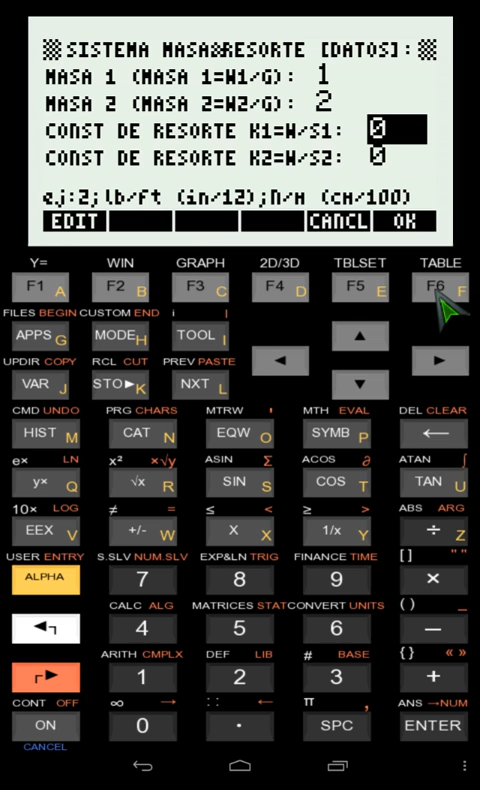 SISTEMA MASA&RESORTE [DATOS]:
MASA 1 (MASA 1=W1/G): 1
MASA 2 (MASA 2=W2/G): 2
CONST DE RESORTE K1=W/S1: 0
CONST DE RESORTE K2=W/S2: 0
ej:2;lb/ft (in/12);N/M (cM/100)
EDIT CANCL OK
Y= WIN GRAPH 2D/3D TBLSET TABLE
F1 A F2 B F3 C F4 D F5 E F6 F
FILES BEGIN CUSTOM END i |
APPS G MODE H TOOL I ▲
UPDIR COPY RCL CUT PREV PASTE
◄ ►
VAR J STO► K NXT L ▼
CMD UNDO PRG CHARS MTRW ' MTH EVAL DEL CLEAR
HIST M CAT N EQW O SYMB P ←
eˣ LN x² ˣ√y ASIN Σ ACOS ∂ ATAN ∫
yˣ Q √x R SIN S COS T TAN U
10ˣ LOG ≠ = ≤ < ≥ > ABS ARG
EEX V +/- W X X 1/x Y ÷ Z
USER ENTRY S.SLV NUM.SLV EXP&LN TRIG FINANCE TIME [ ] " "
ALPHA 7 8 9 ×
CALC ALG MATRICES STAT CONVERT UNITS ( ) _
4 5 6 −
ARITH CMPLX DEF LIB # BASE { } « »
1 2 3 +
CONT OFF ∞ → : : ← π , ANS →NUM
ON 0 . SPC ENTER
CANCEL